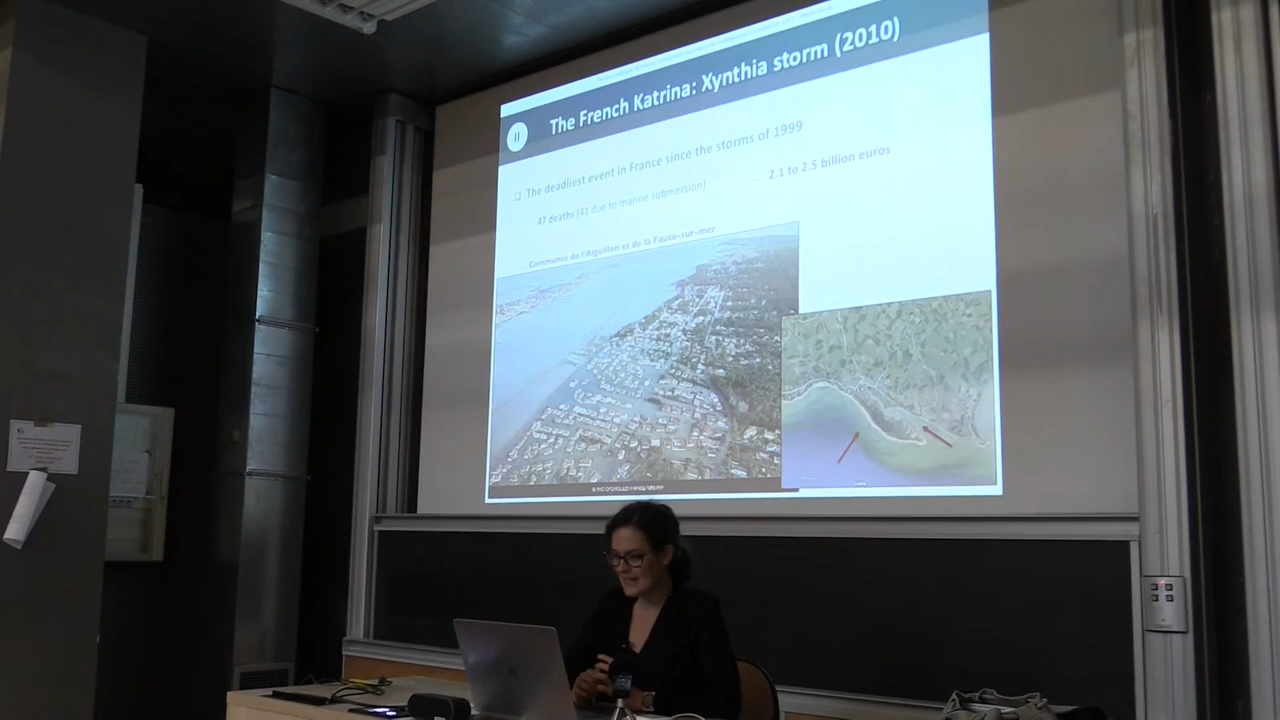 II
The French Katrina: Xynthia storm (2010)
The deadliest event in France since the storms of 1999
47 deaths (41 due to marine submersion)
2.1 to 2.5 billion euros
Communes de l'Aiguillon et de la Faute-sur-mer